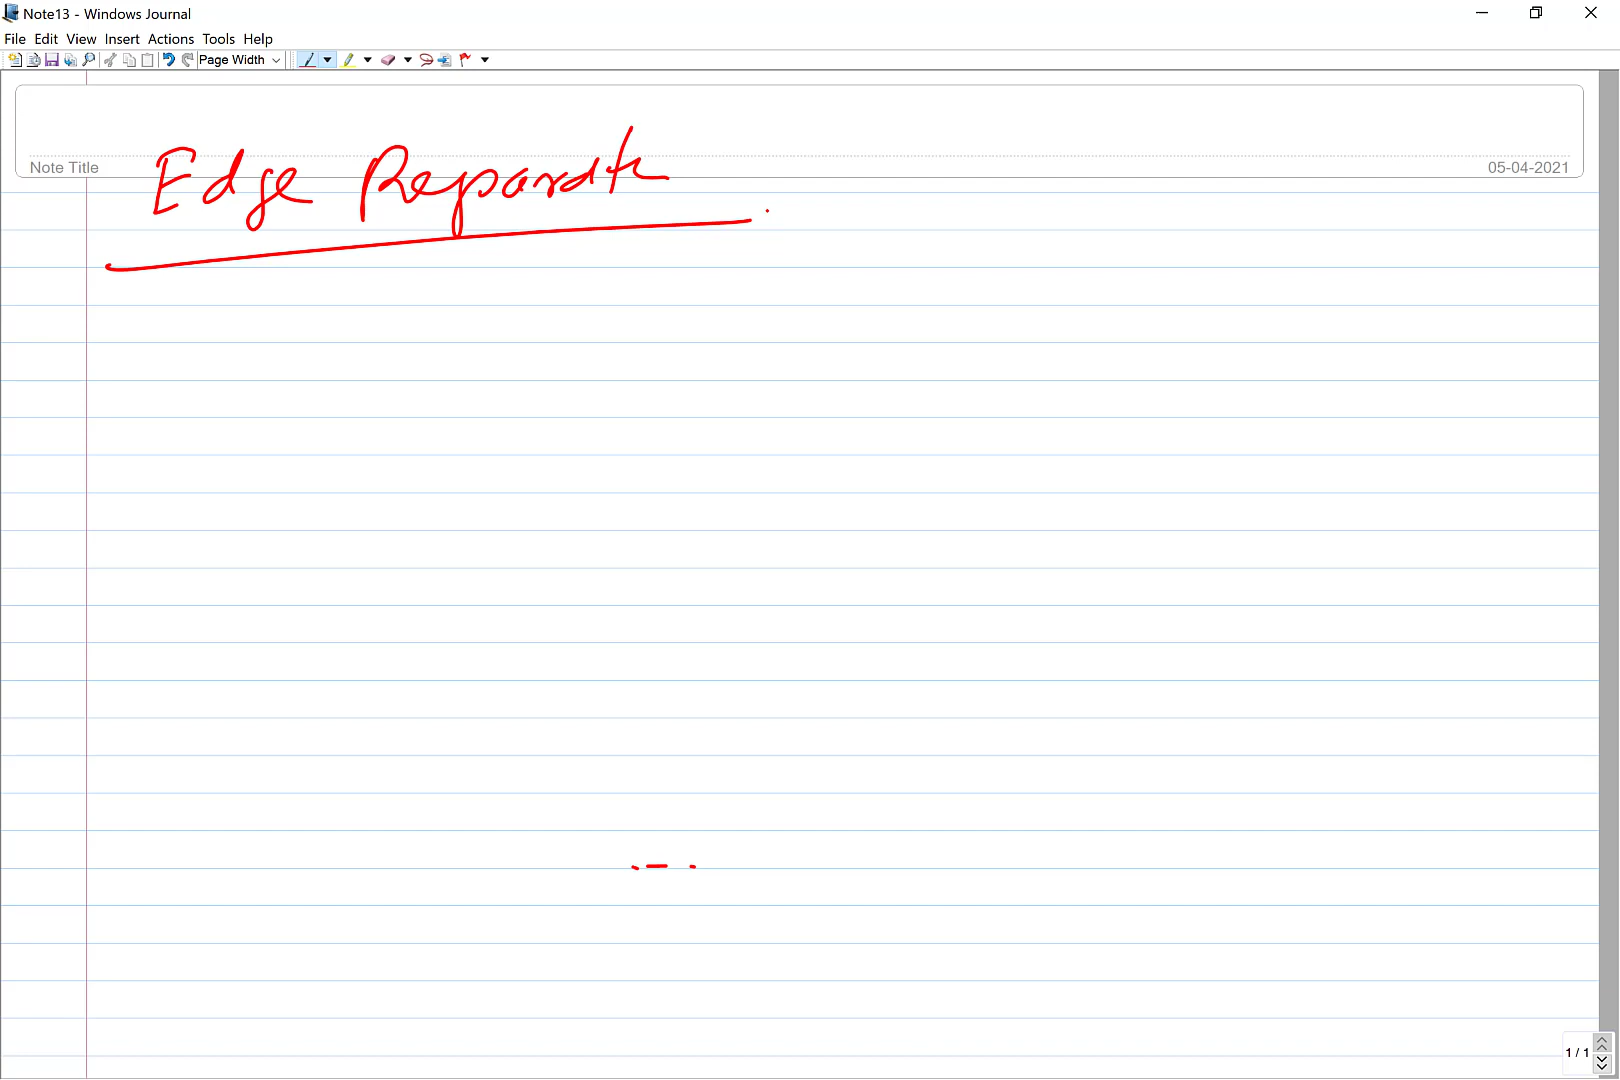 Note13 - Windows Journal
File Edit View Insert Actions Tools Help
Page Width
Edge
Note Title 05-04-2021
1 / 1